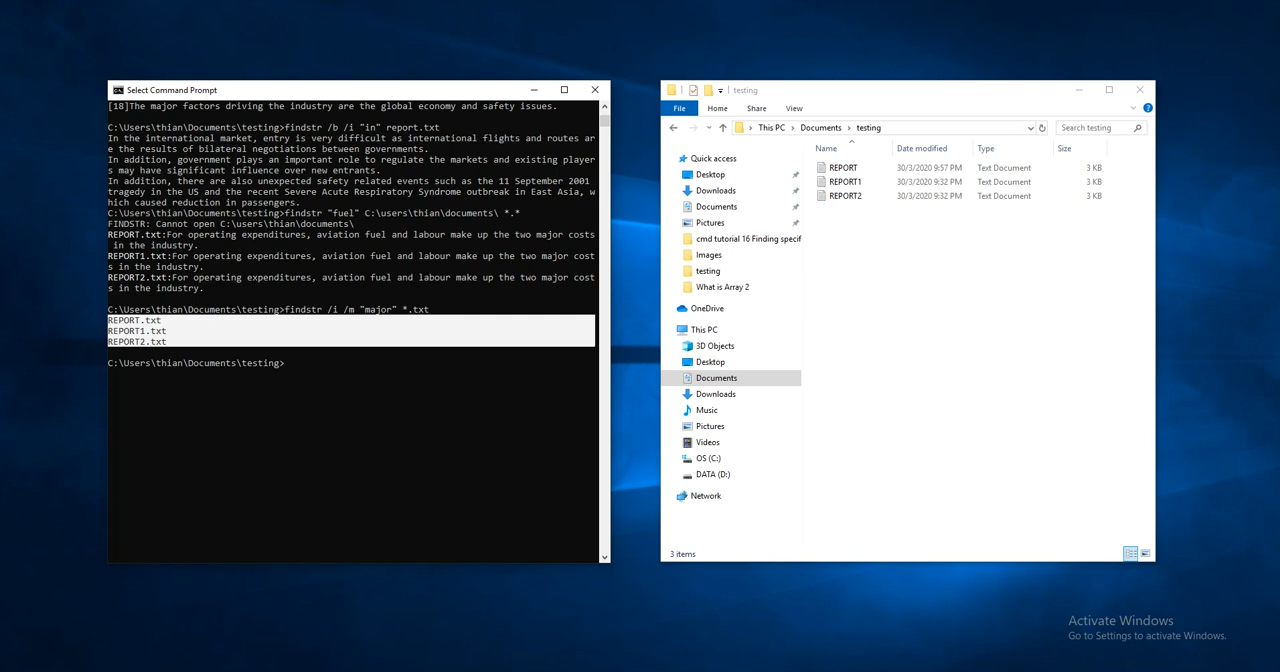 Select Command Prompt
[18]The major factors driving the industry are the global economy and safety issues.
C:\Users\thian\Documents\testing>findstr /b /i "in" report.txt
In the international market, entry is very difficult as international flights and routes ar
e the results of bilateral negotiations between governments.
In addition, government plays an important role to regulate the markets and existing player
s may have significant influence over new entrants.
In addition, there are also unexpected safety related events such as the 11 September 2001
tragedy in the US and the recent Severe Acute Respiratory Syndrome outbreak in East Asia, w
hich caused reduction in passengers.
C:\Users\thian\Documents\testing>findstr "fuel" C:\users\thian\documents\ *.*
FINDSTR: Cannot open C:\users\thian\documents\
REPORT.txt:For operating expenditures, aviation fuel and labour make up the two major costs
in the industry.
REPORT1.txt:For operating expenditures, aviation fuel and labour make up the two major cost
s in the industry.
REPORT2.txt:For operating expenditures, aviation fuel and labour make up the two major cost
s in the industry.
C:\Users\thian\Documents\testing>findstr /i /m "major" *.txt
REPORT.txt
REPORT1.txt
REPORT2.txt
C:\Users\thian\Documents\testing>
testing
File Home Share View
This PC > Documents > testing
Search testing
Name Date modified Type Size
REPORT 30/3/2020 9:57 PM Text Document 3 KB
REPORT1 30/3/2020 9:32 PM Text Document 3 KB
REPORT2 30/3/2020 9:32 PM Text Document 3 KB
Quick access
Desktop
Downloads
Documents
Pictures
cmd tutorial 16 Finding specif
Images
testing
What is Array 2
OneDrive
This PC
3D Objects
Desktop
Documents
Downloads
Music
Pictures
Videos
OS (C:)
DATA (D:)
Network
3 items
Activate Windows
Go to Settings to activate Windows.